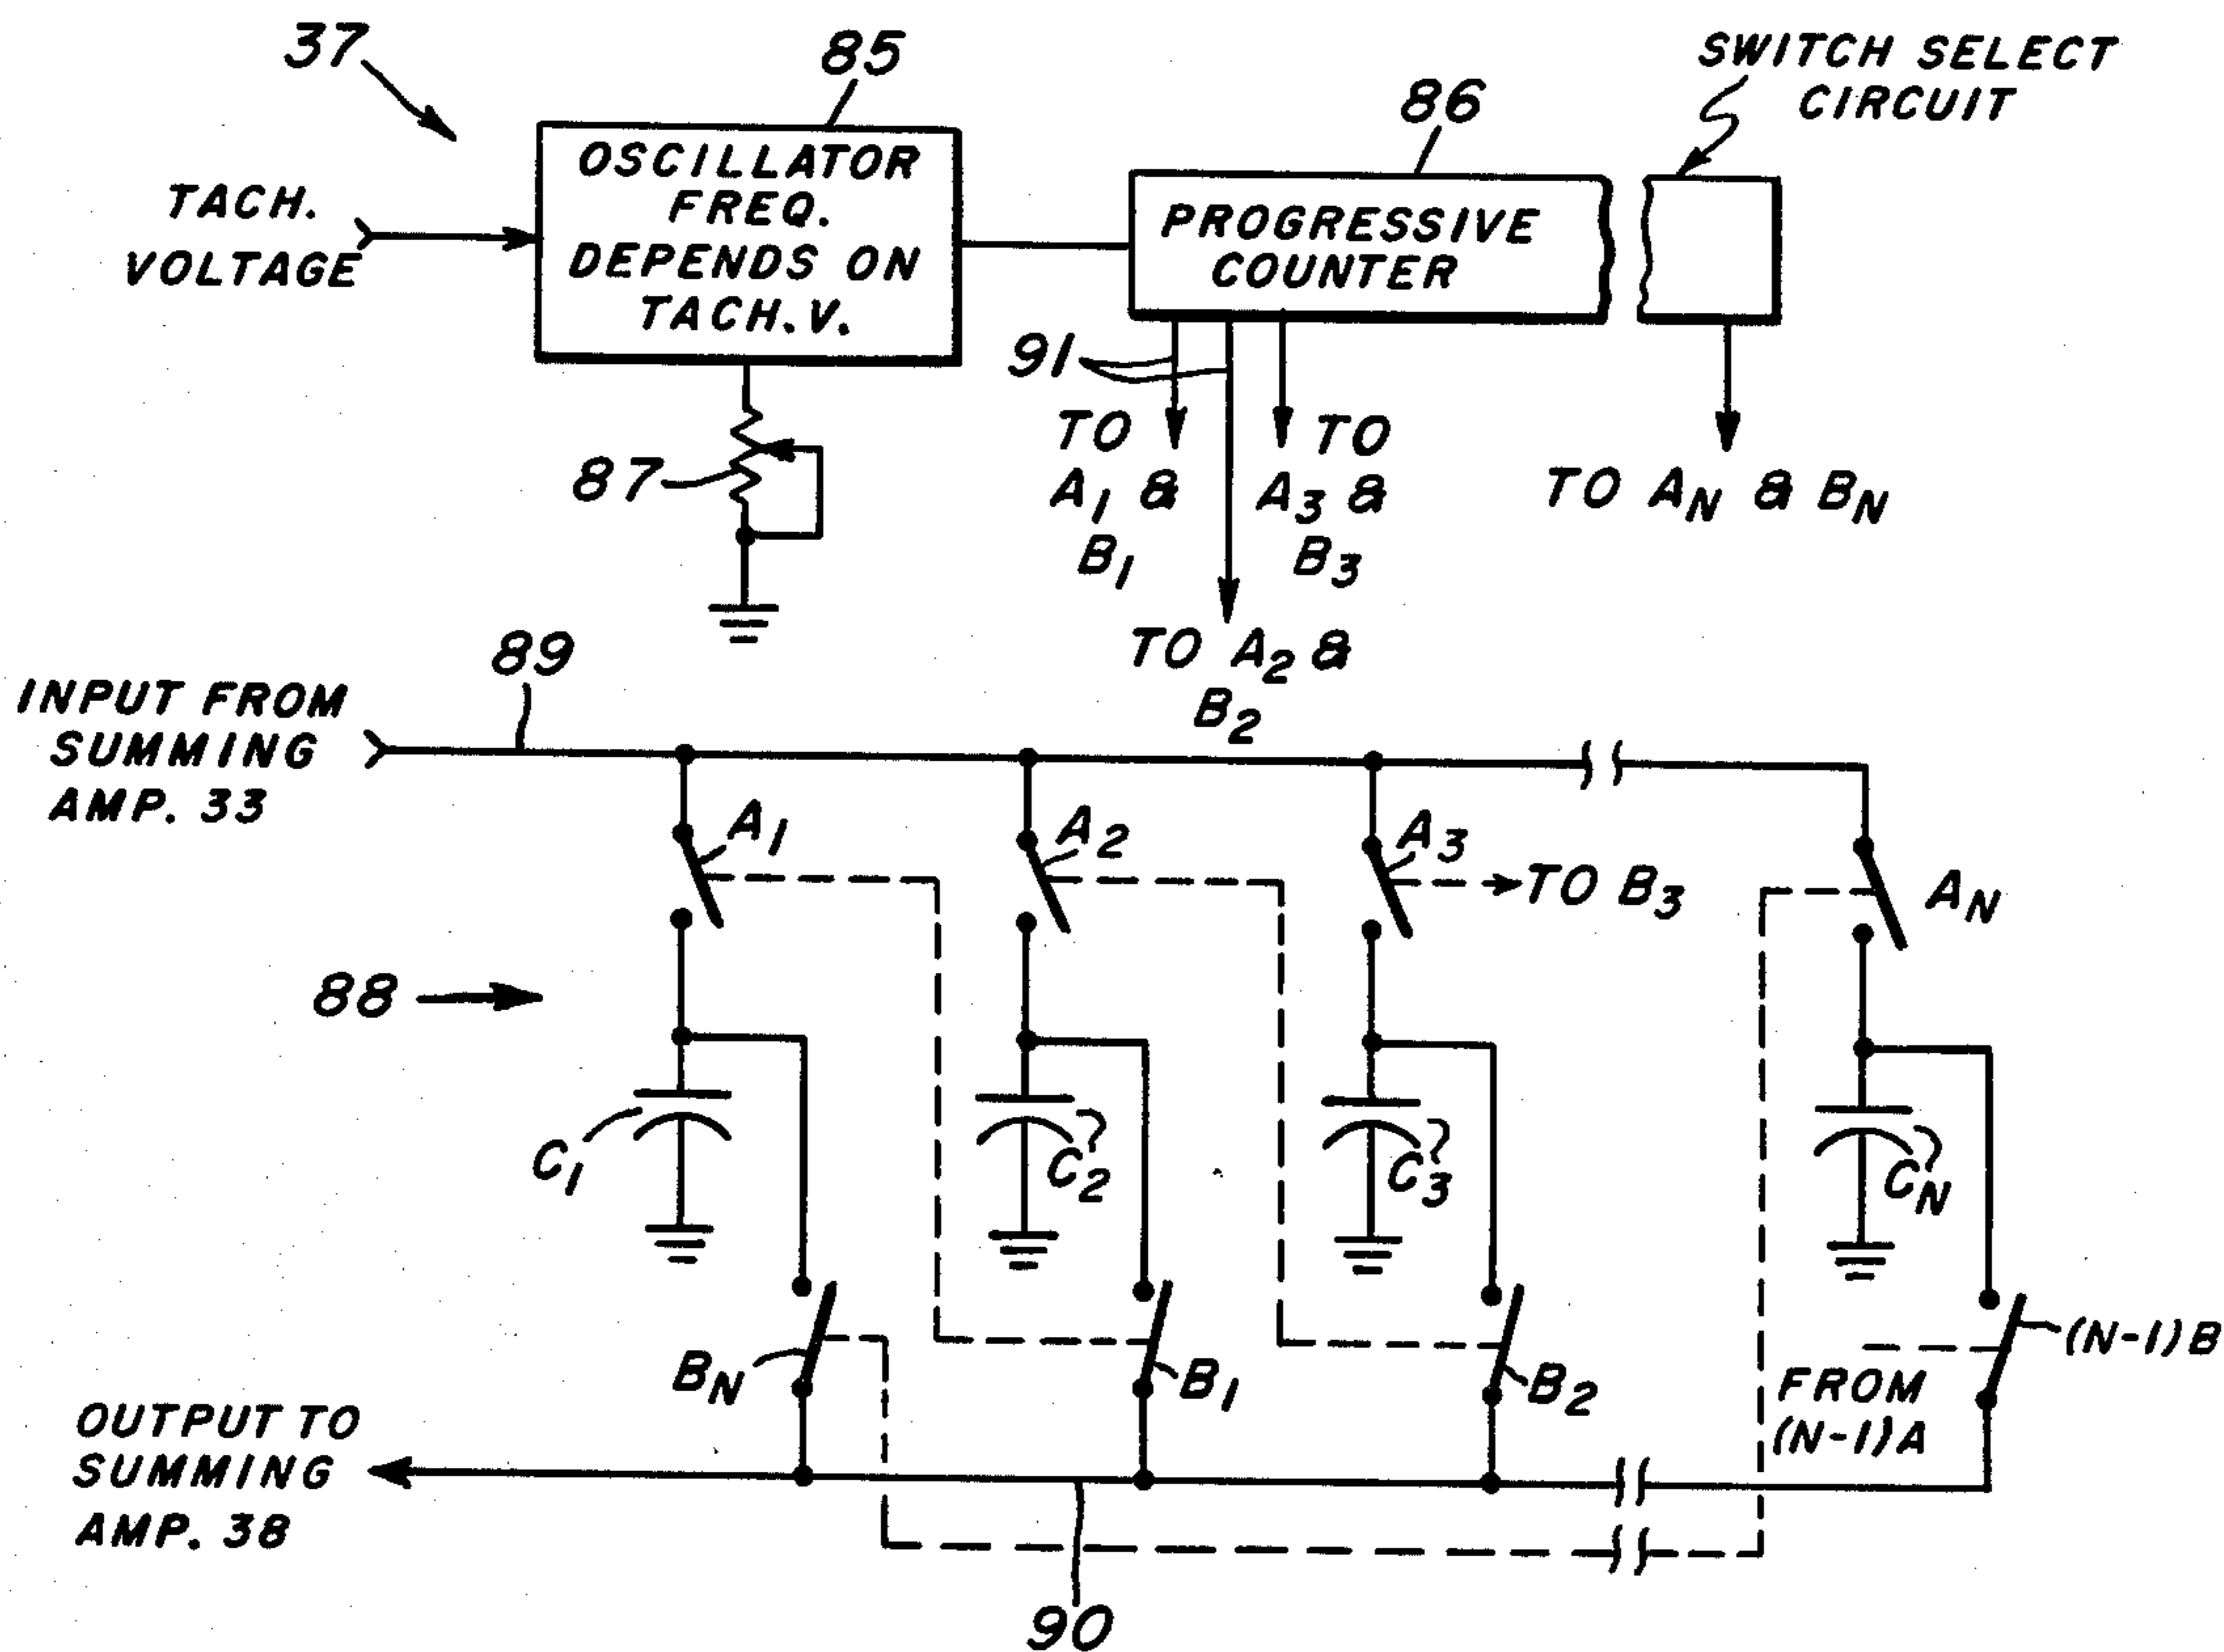 37
85
86
SWITCH SELECT
CIRCUIT
TACH.
VOLTAGE
OSCILLATOR
FREQ.
DEPENDS ON
TACH. V.
PROGRESSIVE
COUNTER
87
91
TO
A1 &
B1
TO
A3 &
B3
TO A2 &
B2
TO AN & BN
INPUT FROM
SUMMING
AMP. 33
89
A1
A2
A3
TO B3
AN
88
C1
C2
C3
CN
BN
B1
B2
(N-1)B
FROM
(N-1)A
OUTPUT TO
SUMMING
AMP. 38
90